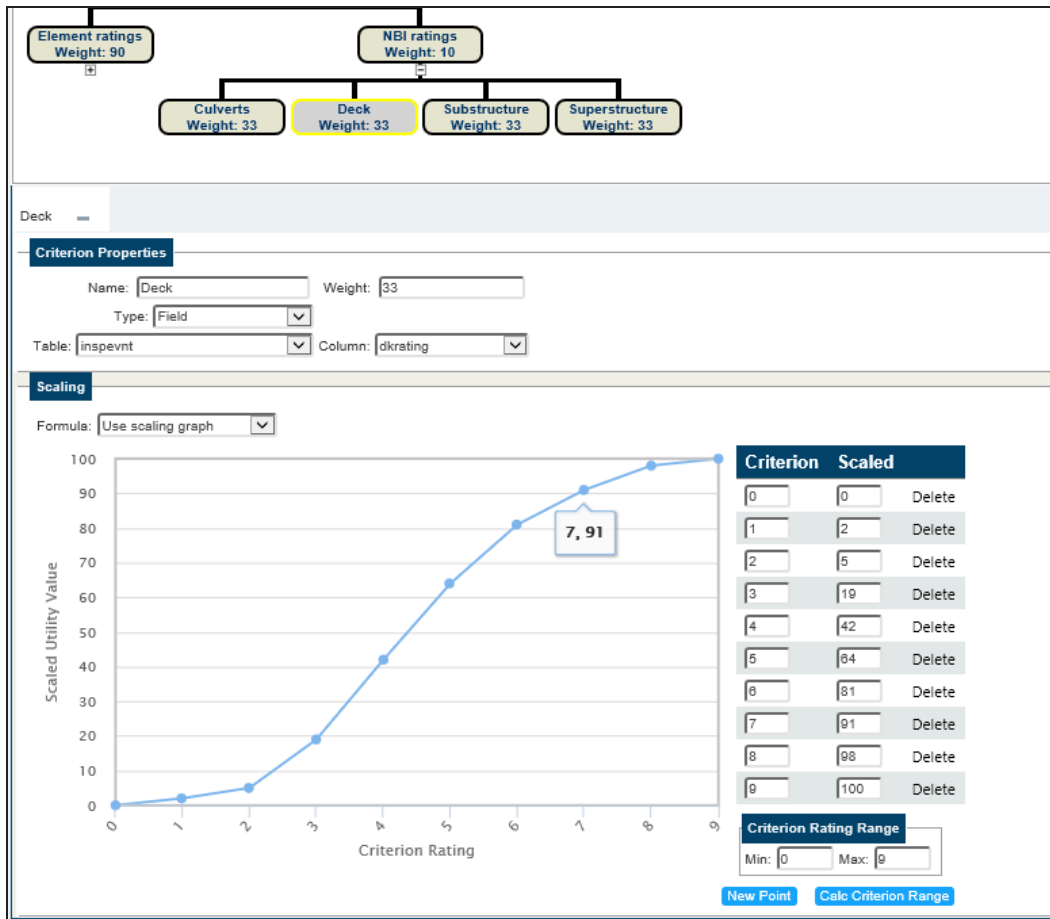 Element ratings
Weight: 90
NBI ratings
Weight: 10
Culverts
Weight: 33
Deck
Weight: 33
Substructure
Weight: 33
Superstructure
Weight: 33
Deck
Criterion Properties
Name: Deck Weight: 33
Type: Field
Table: inspevnt Column: dkrating
Scaling
Formula: Use scaling graph
100
90
80
70
60
50
40
30
20
10
0
Scaled Utility Value
7, 91
0 1 2 3 4 5 6 7 8 9
Criterion Rating
Criterion Scaled
0 0 Delete
1 2 Delete
2 5 Delete
3 19 Delete
4 42 Delete
5 64 Delete
6 81 Delete
7 91 Delete
8 98 Delete
9 100 Delete
Criterion Rating Range
Min: 0 Max: 9
New Point Calc Criterion Range